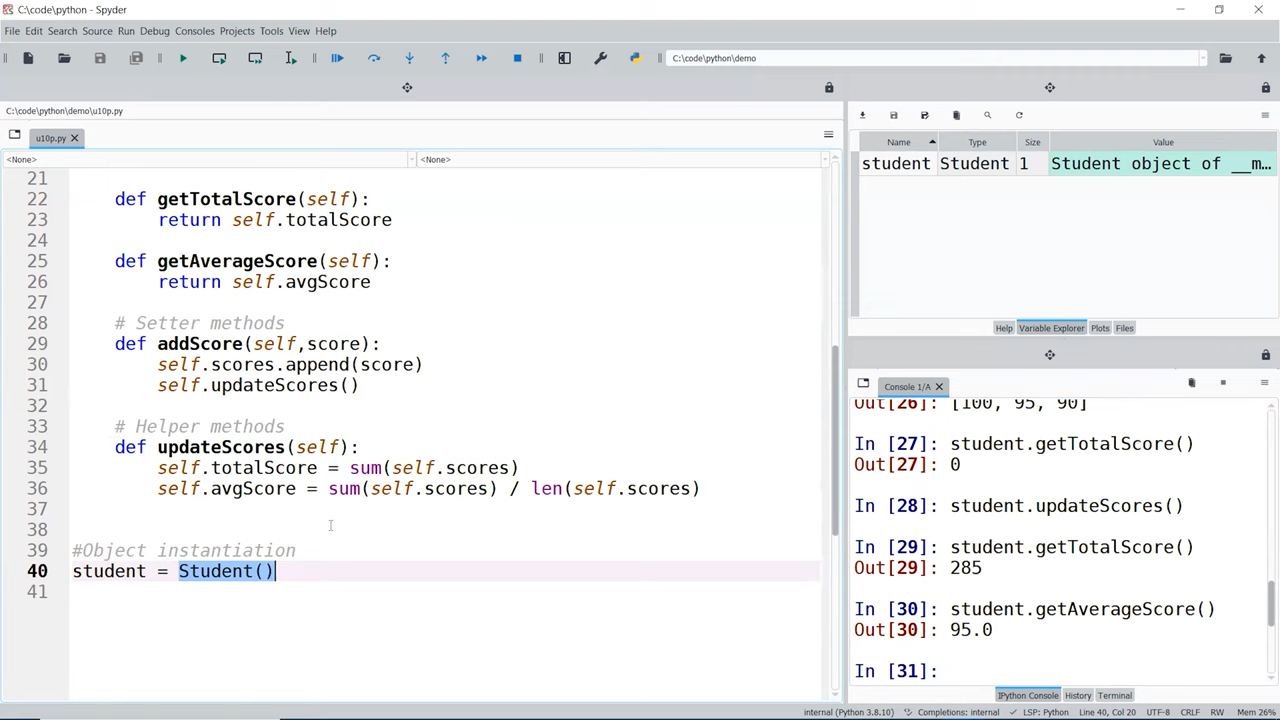 C:\code\python - Spyder
File Edit Search Source Run Debug Consoles Projects Tools View Help
C:\code\python\demo
C:\code\python\demo\u10p.py
u10p.py
<None> <None>
21
22 def getTotalScore(self):
23 return self.totalScore
24
25 def getAverageScore(self):
26 return self.avgScore
27
28 # Setter methods
29 def addScore(self,score):
30 self.scores.append(score)
31 self.updateScores()
32
33 # Helper methods
34 def updateScores(self):
35 self.totalScore = sum(self.scores)
36 self.avgScore = sum(self.scores) / len(self.scores)
37
38
39 #Object instantiation
40 student = Student()
41
Name Type Size Value
student Student 1 Student object of __m...
Help Variable Explorer Plots Files
Console 1/A
Out[26]: [100, 95, 90]
In [27]: student.getTotalScore()
Out[27]: 0
In [28]: student.updateScores()
In [29]: student.getTotalScore()
Out[29]: 285
In [30]: student.getAverageScore()
Out[30]: 95.0
In [31]:
IPython Console History Terminal
internal (Python 3.8.10) Completions: internal LSP: Python Line 40, Col 20 UTF-8 CRLF RW Mem 26%